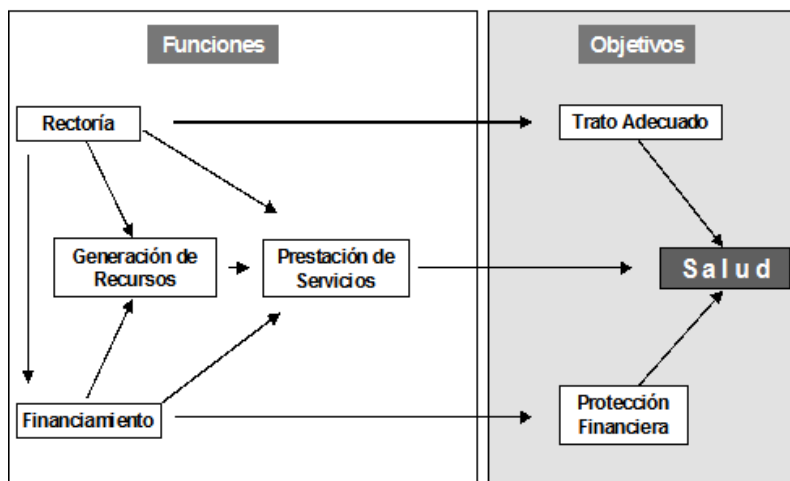 Funciones
Objetivos
Rectoría
Trato Adecuado
Generación de
Recursos
Prestación de
Servicios
Salud
Financiamiento
Protección
Financiera